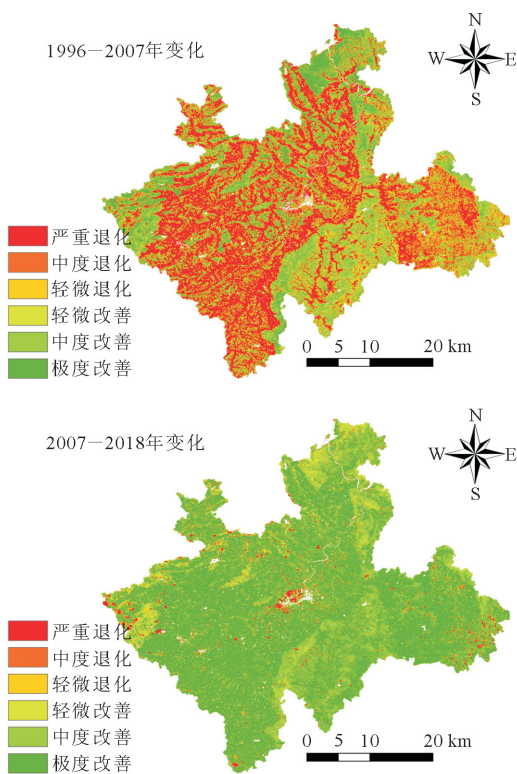 1996－2007年变化
N
W E
S
严重退化
中度退化
轻微退化
轻微改善
中度改善
极度改善
0 5 10 20 km
2007－2018年变化
N
W E
S
严重退化
中度退化
轻微退化
轻微改善
中度改善
极度改善
0 5 10 20 km